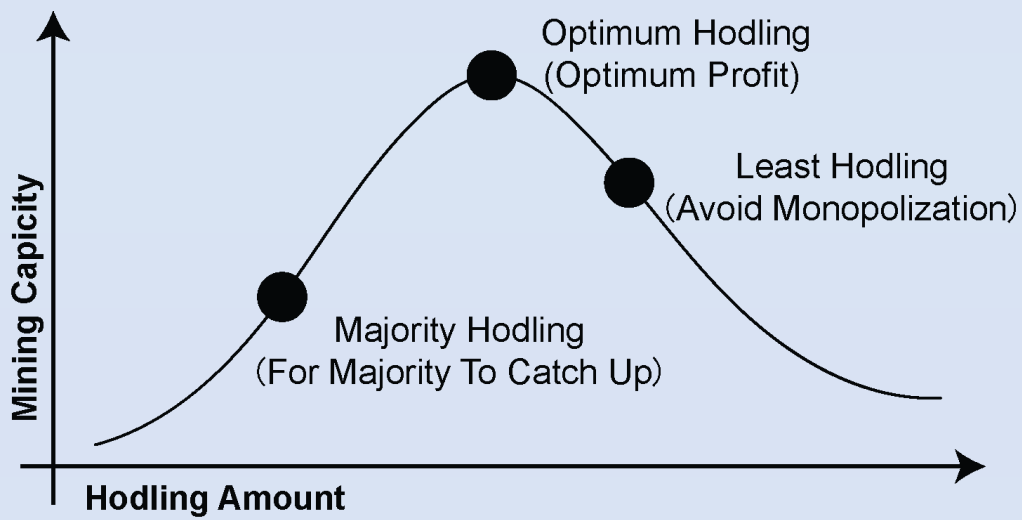 Optimum Hodling
(Optimum Profit)
Least Hodling
(Avoid Monopolization)
Majority Hodling
(For Majority To Catch Up)
Mining Capicity
Hodling Amount